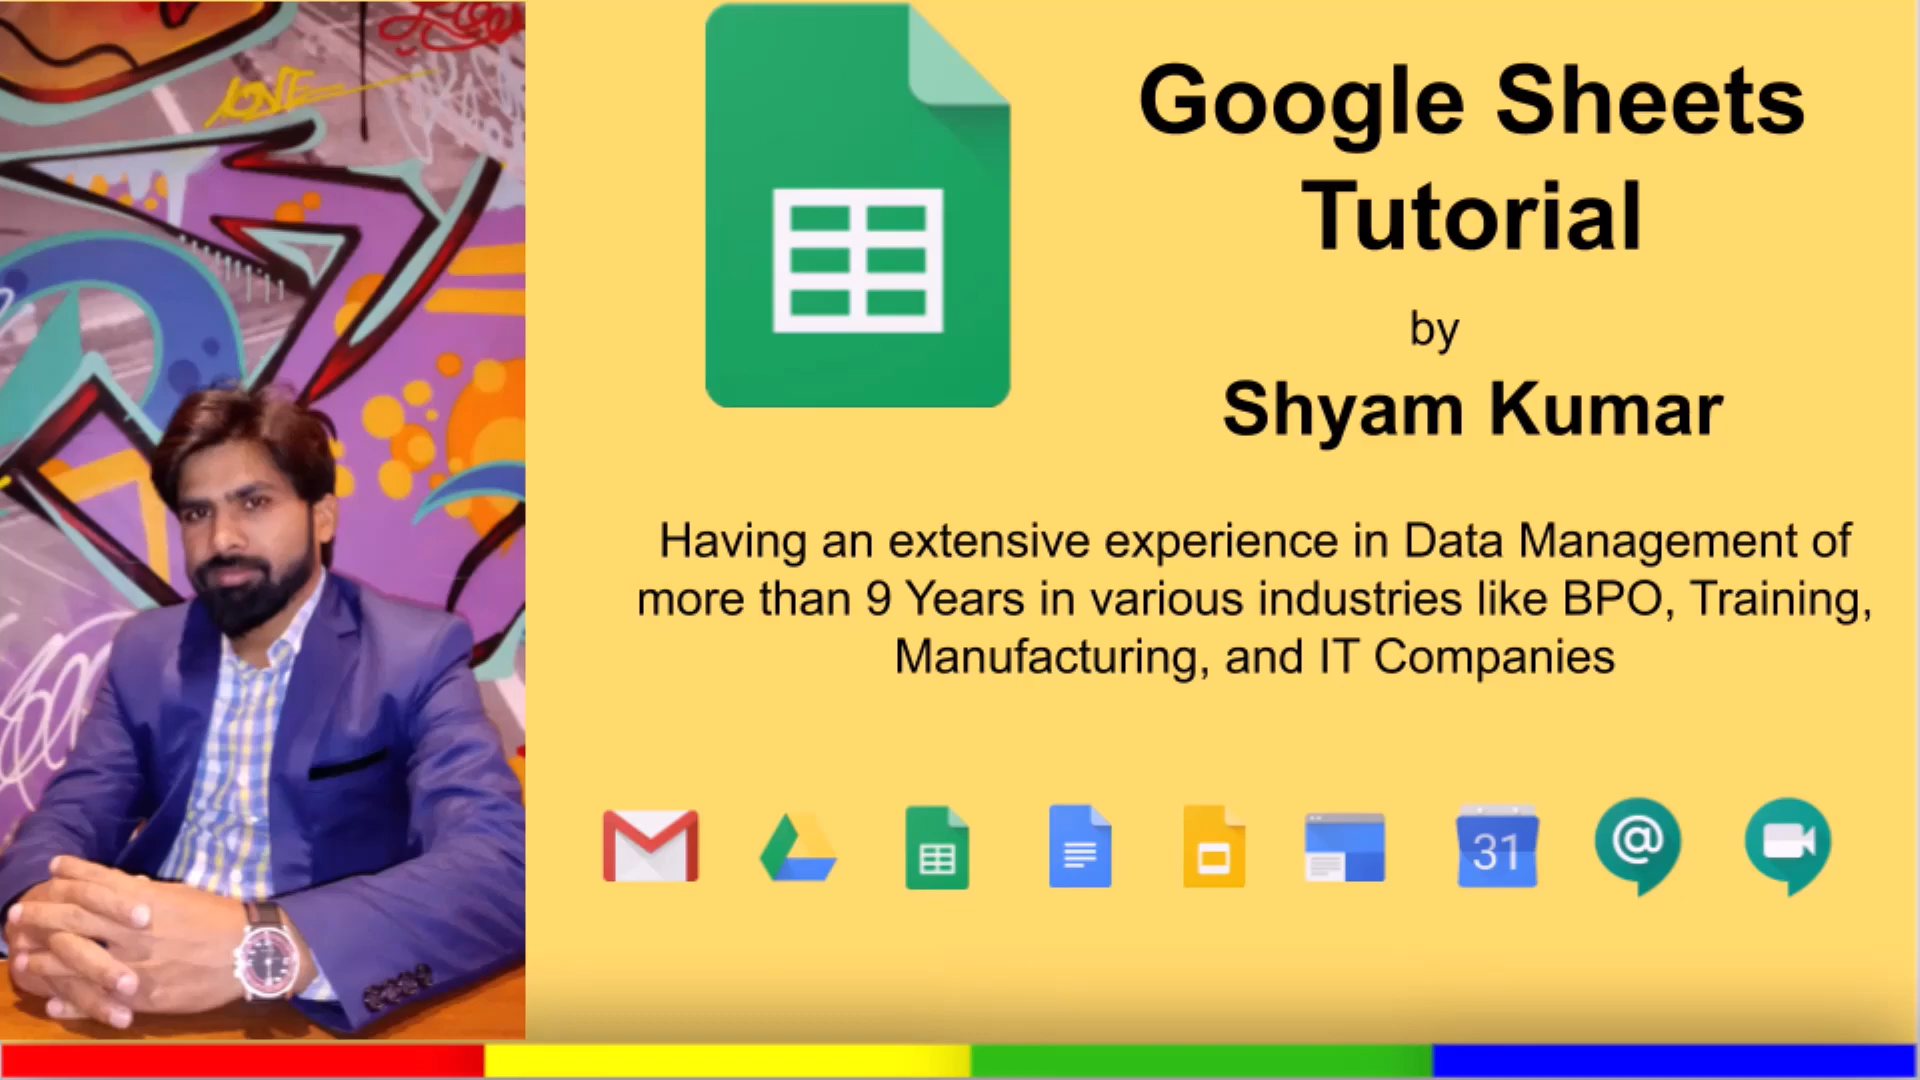 LOVE
Google Sheets
Tutorial
by
Shyam Kumar
Having an extensive experience in Data Management of
more than 9 Years in various industries like BPO, Training,
Manufacturing, and IT Companies
31
@